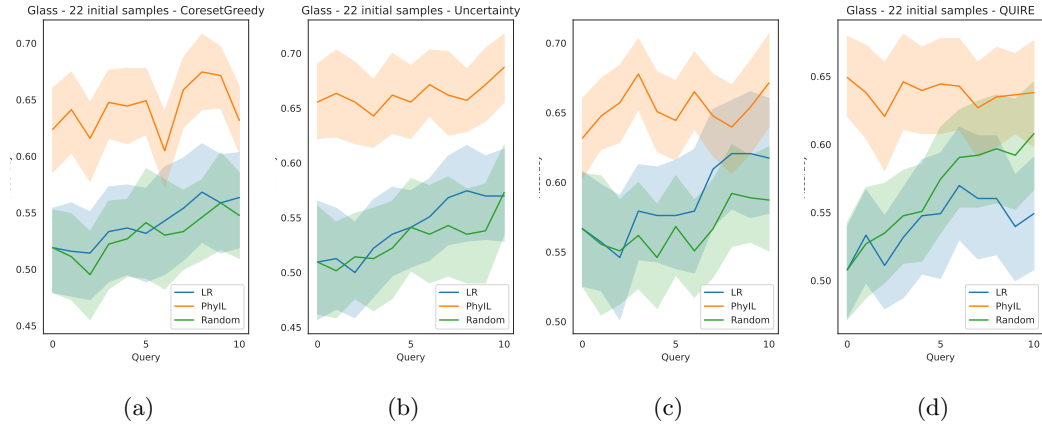 Glass - 22 initial samples - CoresetGreedy
0.70
0.65
0.60
0.55
0.50
0.45
0 5 10
Query
LR
PhyIL
Random
(a)
Glass - 22 initial samples - Uncertainty
0.70
0.65
0.60
0.55
0.50
0.45
0 5 10
Query
LR
PhyIL
Random
(b)
0.70
0.65
0.60
0.55
0.50
0 5 10
Query
LR
PhyIL
Random
(c)
Glass - 22 initial samples - QUIRE
0.65
0.60
0.55
0.50
0 5 10
Query
LR
PhyIL
Random
(d)